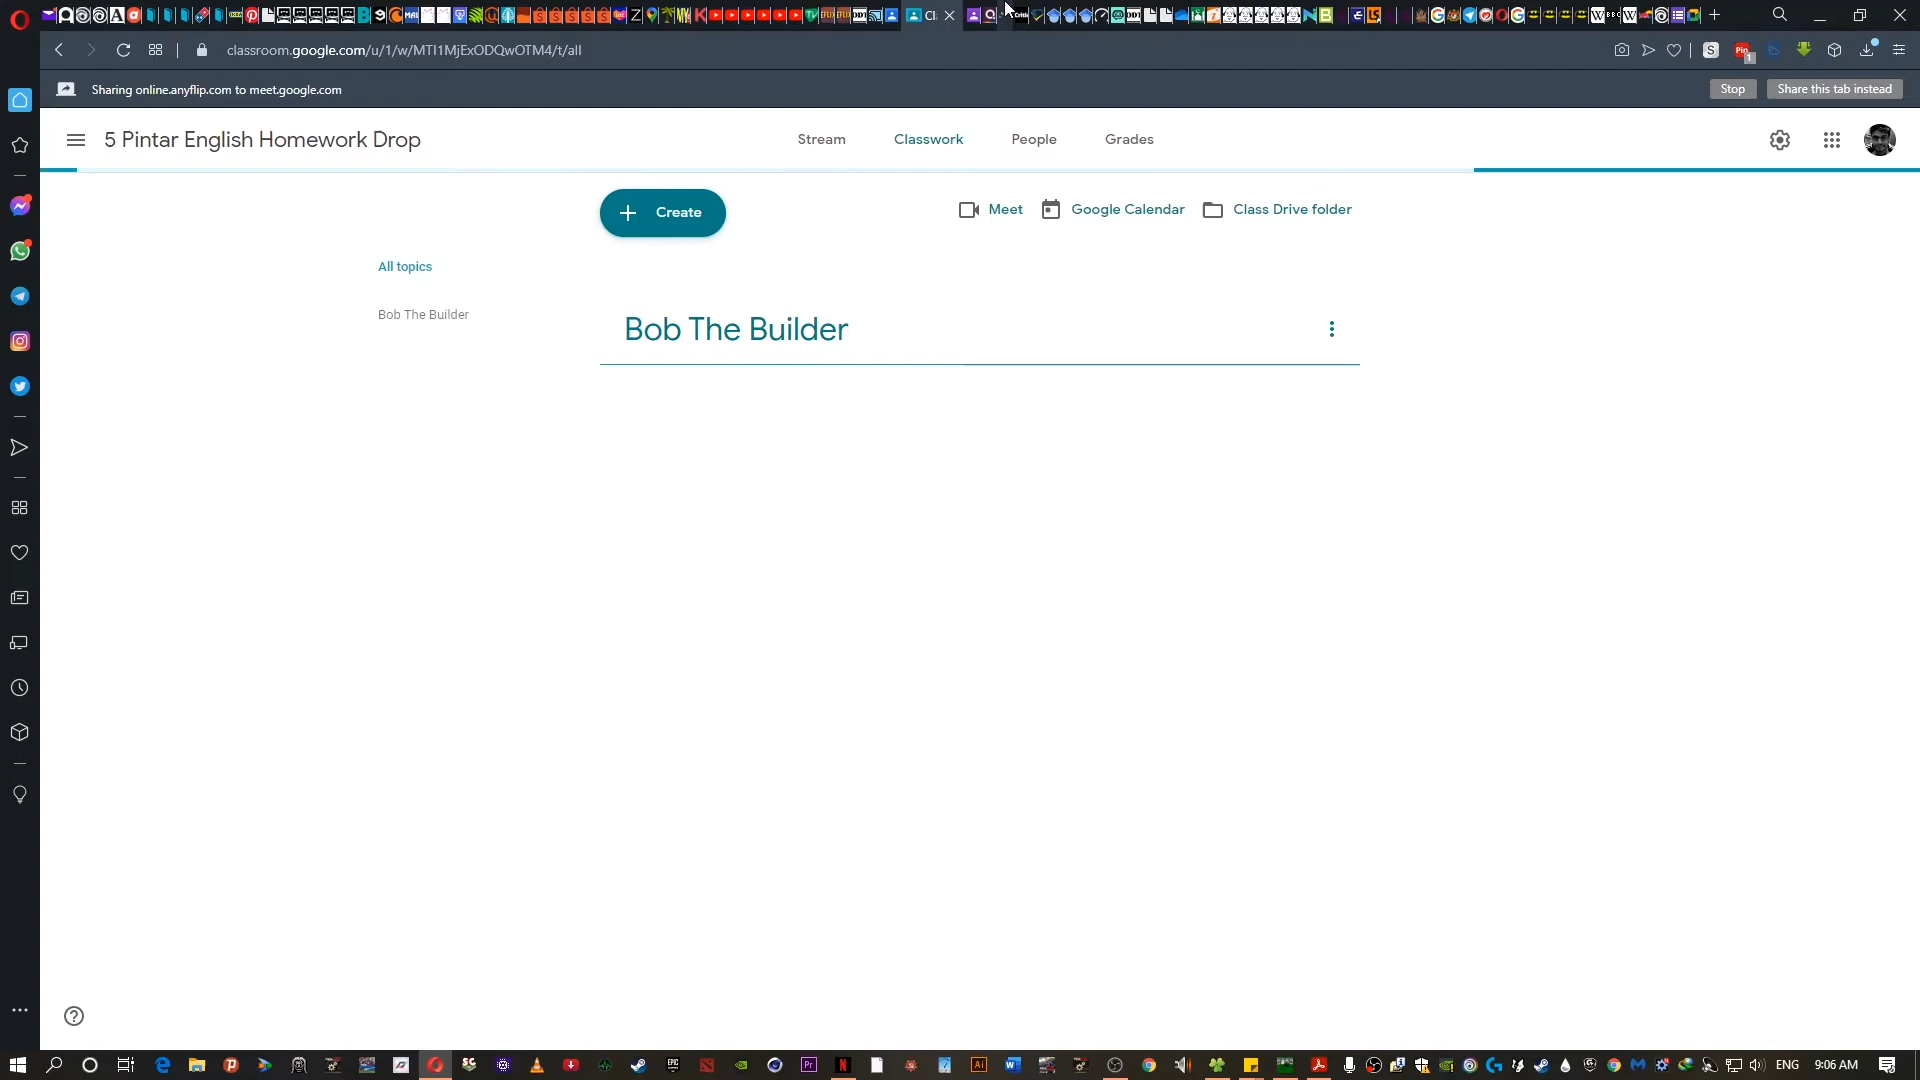 classroom.google.com/u/1/w/MTI1MjExODQwOTM4/t/all
Sharing online.anyflip.com to meet.google.com
Stop
Share this tab instead
5 Pintar English Homework Drop
Stream
Classwork
People
Grades
Create
Meet
Google Calendar
Class Drive folder
All topics
Bob The Builder
Bob The Builder
ENG
9:06 AM